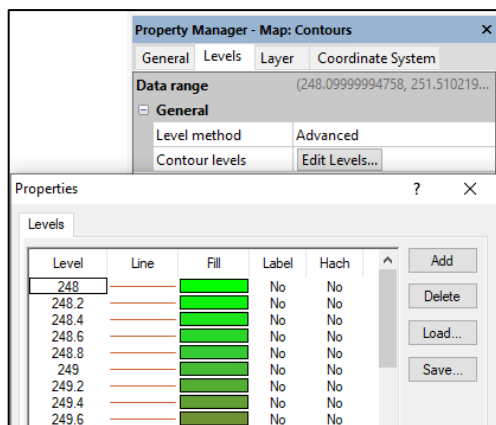 Property Manager - Map: Contours
General Levels Layer Coordinate System
Data range (248.09999994758, 251.510219...
General
Level method Advanced
Contour levels Edit Levels...
Properties ?
Levels
Level Line Fill Label Hach
248 No No
248.2 No No
248.4 No No
248.6 No No
248.8 No No
249 No No
249.2 No No
249.4 No No
249.6 No No
Add
Delete
Load...
Save...